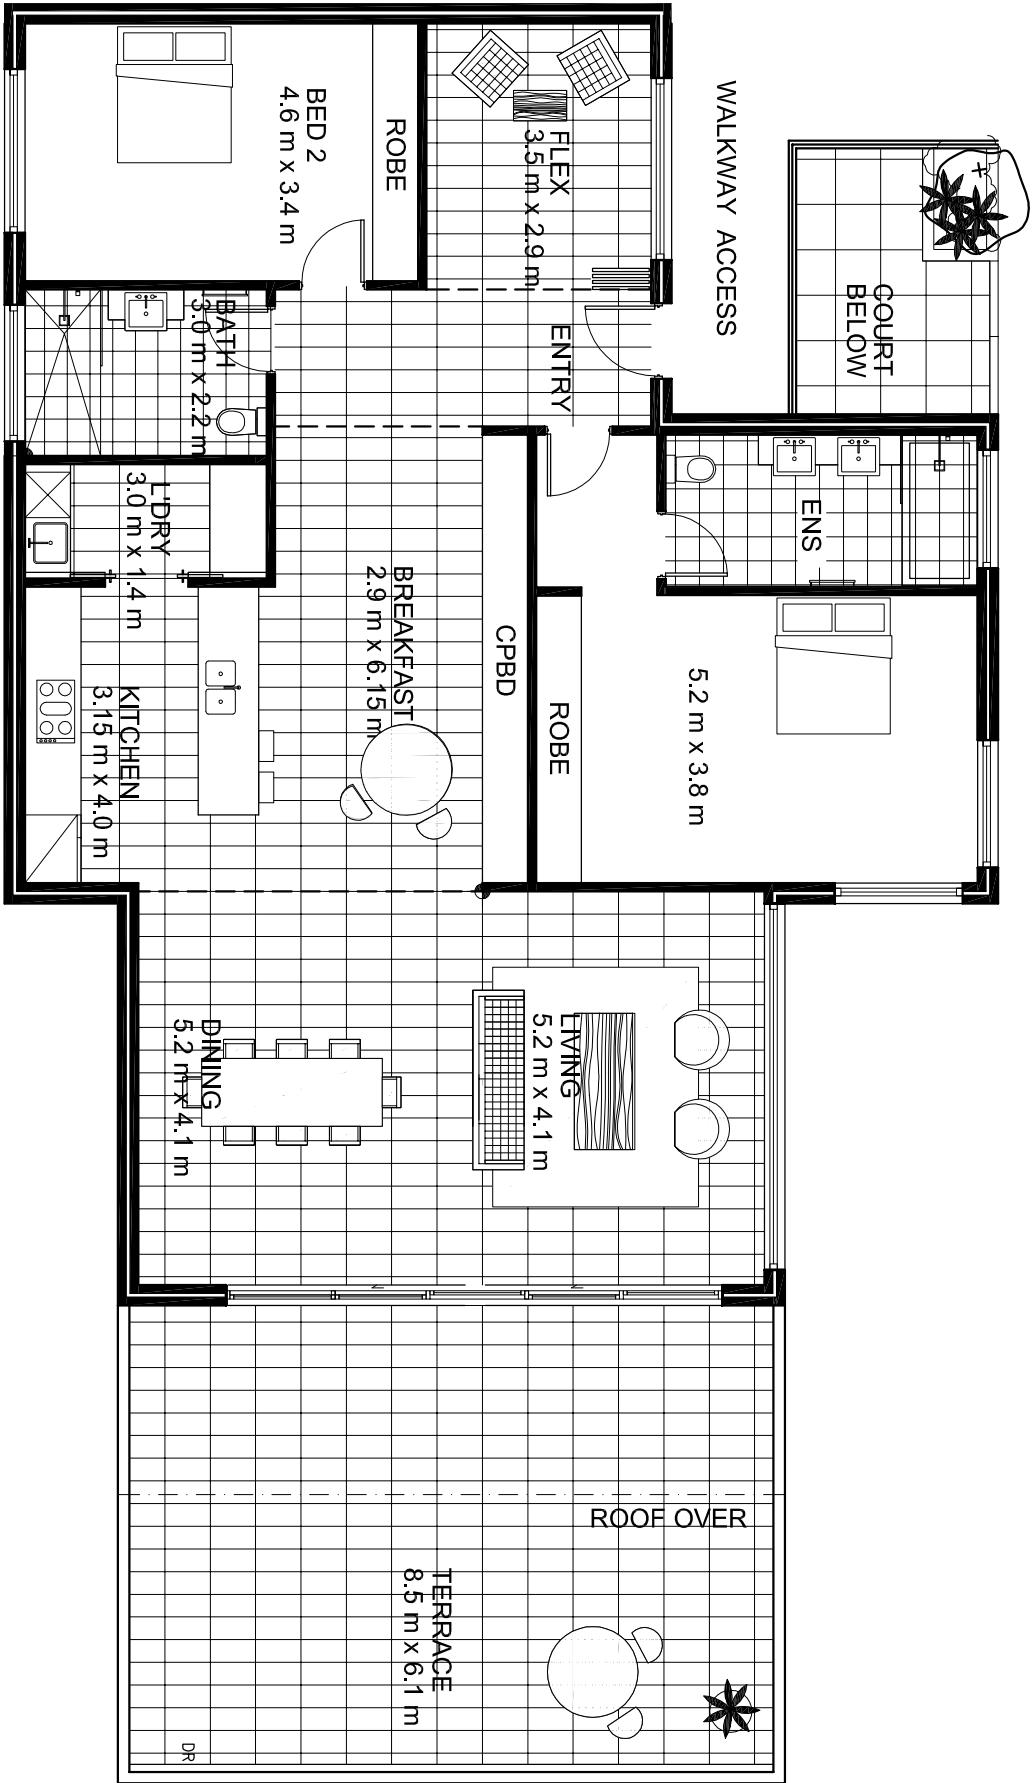 WALKWAY ACCESS
COURT
BELOW
BED 2
4.6 m x 3.4 m
ROBE
FLEX
3.5 m x 2.9 m
BATH
3.0 m x 2.2 m
ENTRY
ENS
L'DRY
3.0 m x 1.4 m
BREAKFAST
2.9 m x 6.15 m
CPBD
ROBE
5.2 m x 3.8 m
KITCHEN
3.15 m x 4.0 m
LIVING
5.2 m x 4.1 m
DINING
5.2 m x 4.1 m
ROOF OVER
TERRACE
8.5 m x 6.1 m
DR